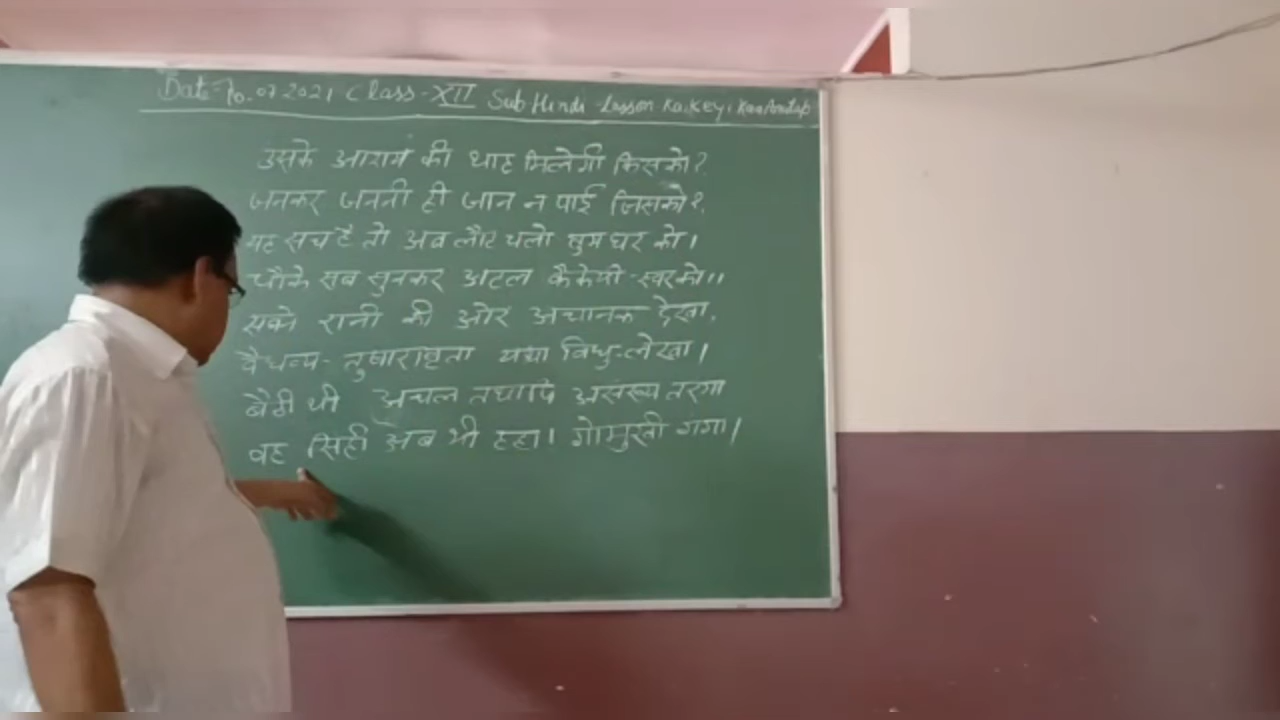 Date-10.07.2021 Class-XII Sub Hindi Lesson Kaikeyi Ka Anutap
उसके आशय की थाह मिलेगी किसको?
जनकर जननी ही जान न पाई जिसको?
यह सच है तो अब लौट चलो तुम घर को।
चौंके सब सुनकर अटल कैकेयी-स्वर को॥
सबने रानी की ओर अचानक देखा,
वैधव्य-तुषारावृता यथा विधु-लेखा।
बैठी थी अचल तथापि असंख्य तरंगा
वह सिंही अब थी हहा। गोमुखी गंगा।